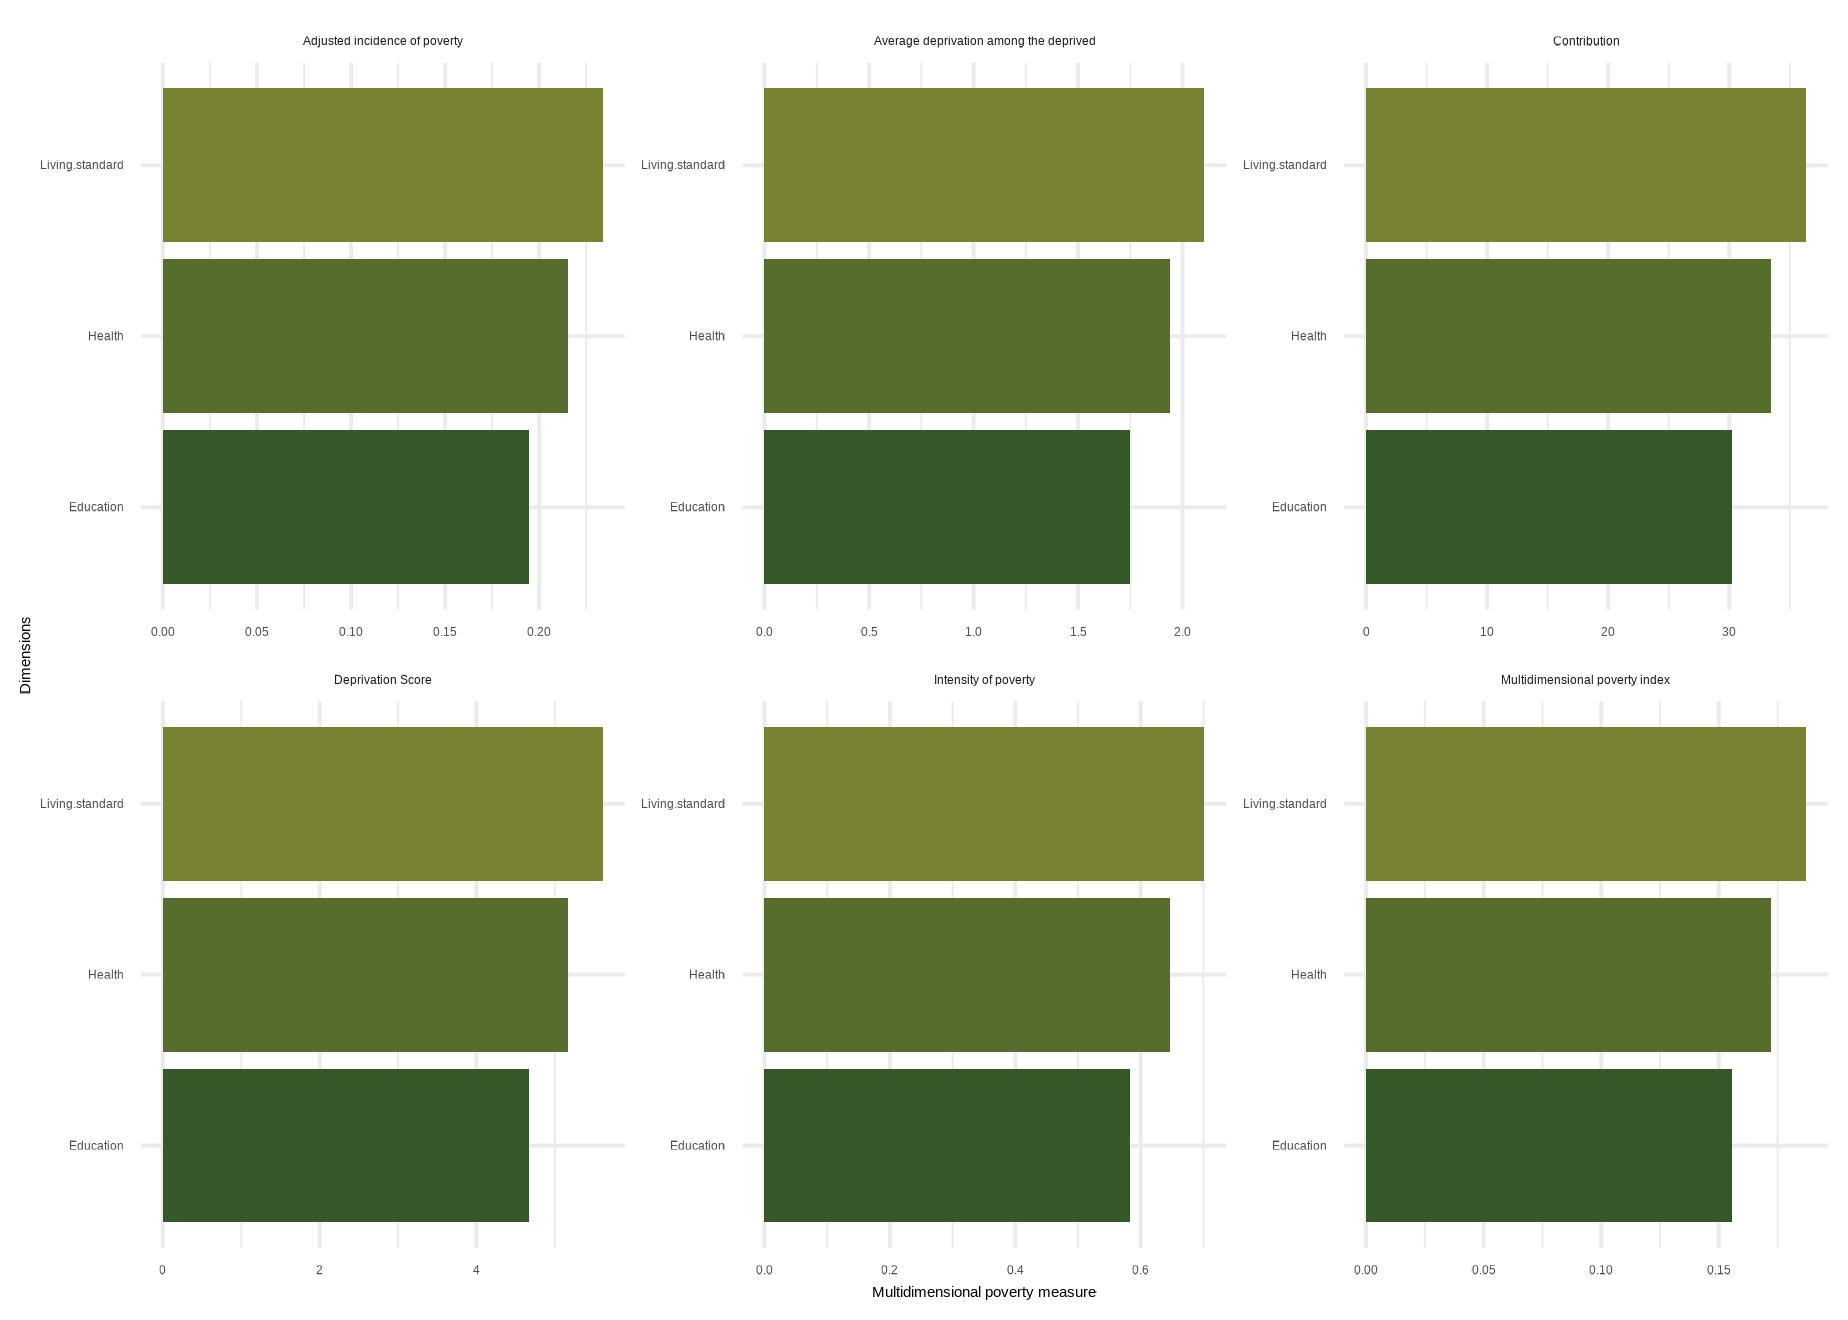 Adjusted incidence of poverty
Average deprivation among the deprived
Contribution
Living.standard
Living.standard
Living.standard
Health
Health
Health
Education
Education
Education
0.00 0.05 0.10 0.15 0.20
0.0 0.5 1.0 1.5 2.0
0 10 20 30
Dimensions
Deprivation Score
Intensity of poverty
Multidimensional poverty index
Living.standard
Living.standard
Living.standard
Health
Health
Health
Education
Education
Education
0 2 4
0.0 0.2 0.4 0.6
0.00 0.05 0.10 0.15
Multidimensional poverty measure